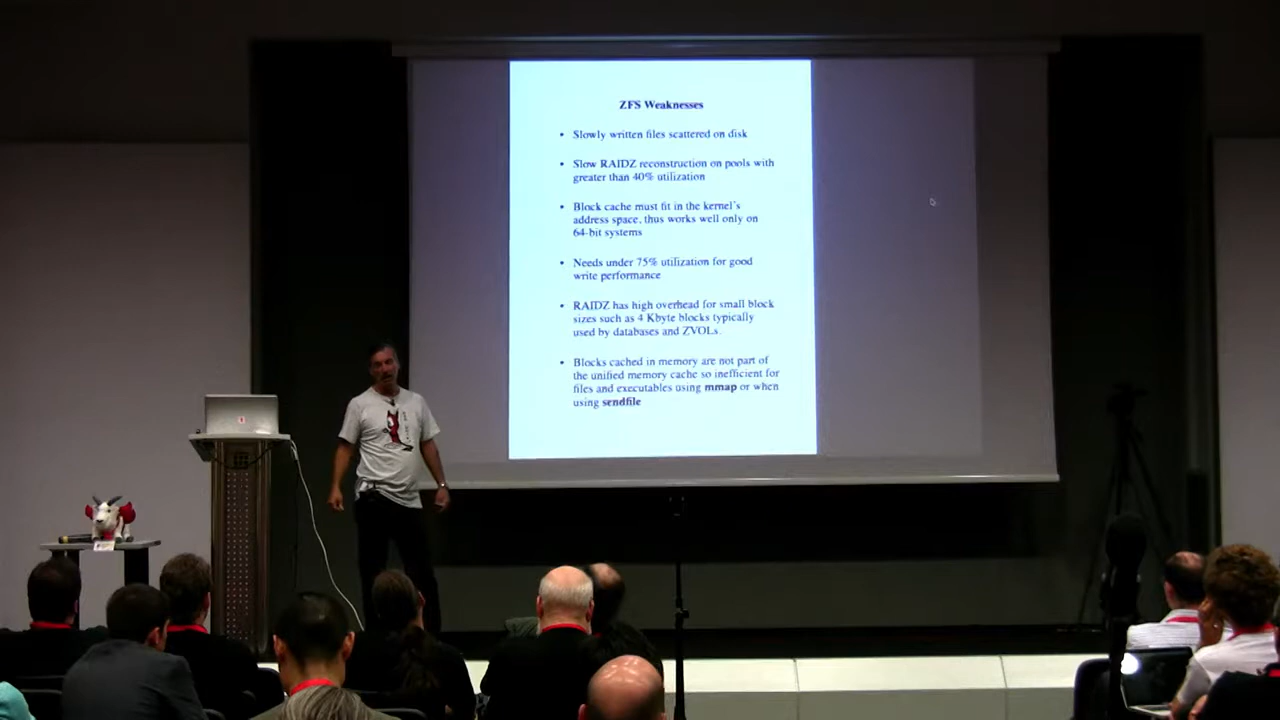 ZFS Weaknesses
• Slowly written files scattered on disk
• Slow RAIDZ reconstruction on pools with
greater than 40% utilization
• Block cache must fit in the kernel's
address space, thus works well only on
64-bit systems
• Needs under 75% utilization for good
write performance
• RAIDZ has high overhead for small block
sizes such as 4 Kbyte blocks typically
used by databases and ZVOLs.
• Blocks cached in memory are not part of
the unified memory cache so inefficient for
files and executables using mmap or when
using sendfile